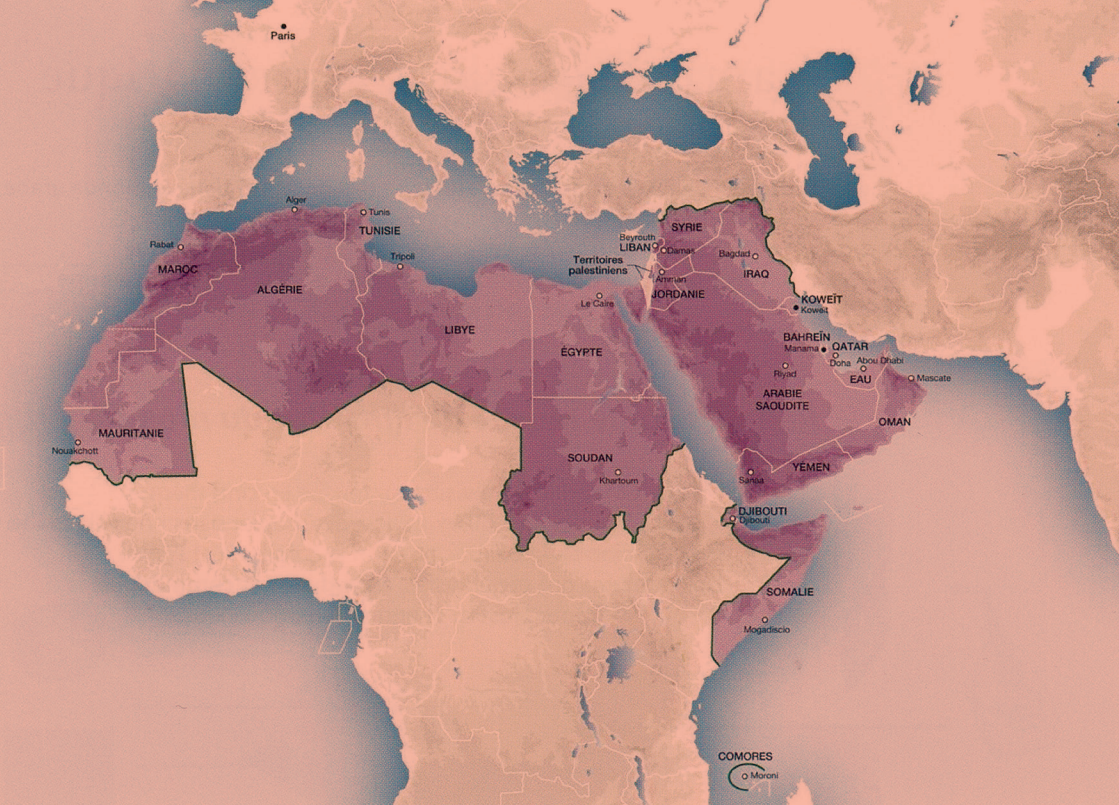 Paris
Alger
Tunis
TUNISIE
Rabat
MAROC
Tripoli
ALGÉRIE
LIBYE
Beyrouth
LIBAN
SYRIE
Damas
Territoires
palestiniens
Amman
JORDANIE
Bagdad
IRAQ
Le Caire
ÉGYPTE
KOWEÏT
Koweït
BAHREÏN
Manama
QATAR
Doha
Abou Dhabi
EAU
Mascate
Riyad
ARABIE
SAOUDITE
OMAN
MAURITANIE
Nouakchott
SOUDAN
Khartoum
YÉMEN
Sanaa
DJIBOUTI
Djibouti
SOMALIE
Mogadiscio
COMORES
Moroni